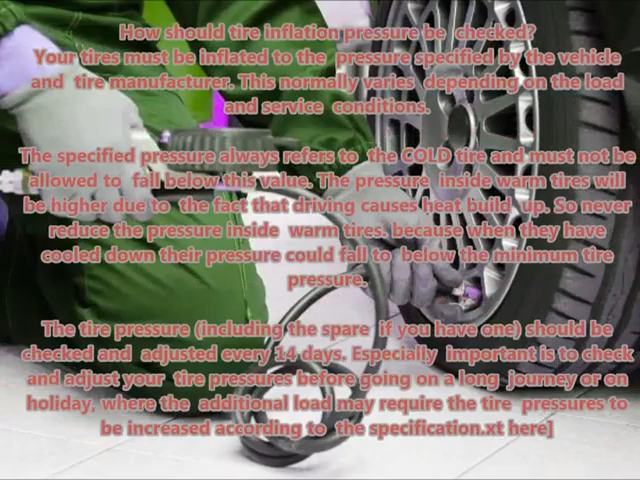 How should tire inflation pressure be checked?
Your tires must be inflated to the pressure specified by the vehicle
and tire manufacturer. This normally varies depending on the load
and service conditions.
The specified pressure always refers to the COLD tire and must not be
allowed to fall below this value. The pressure inside warm tires will
be higher due to the fact that driving causes heat build up. So never
reduce the pressure inside warm tires. because when they have
cooled down their pressure could fall to below the minimum tire
pressure.
The tire pressure (including the spare if you have one) should be
checked and adjusted every 14 days. Especially important is to check
and adjust your tire pressures before going on a long journey or on
holiday, where the additional load may require the tire pressures to
be increased according to the specification.xt here]